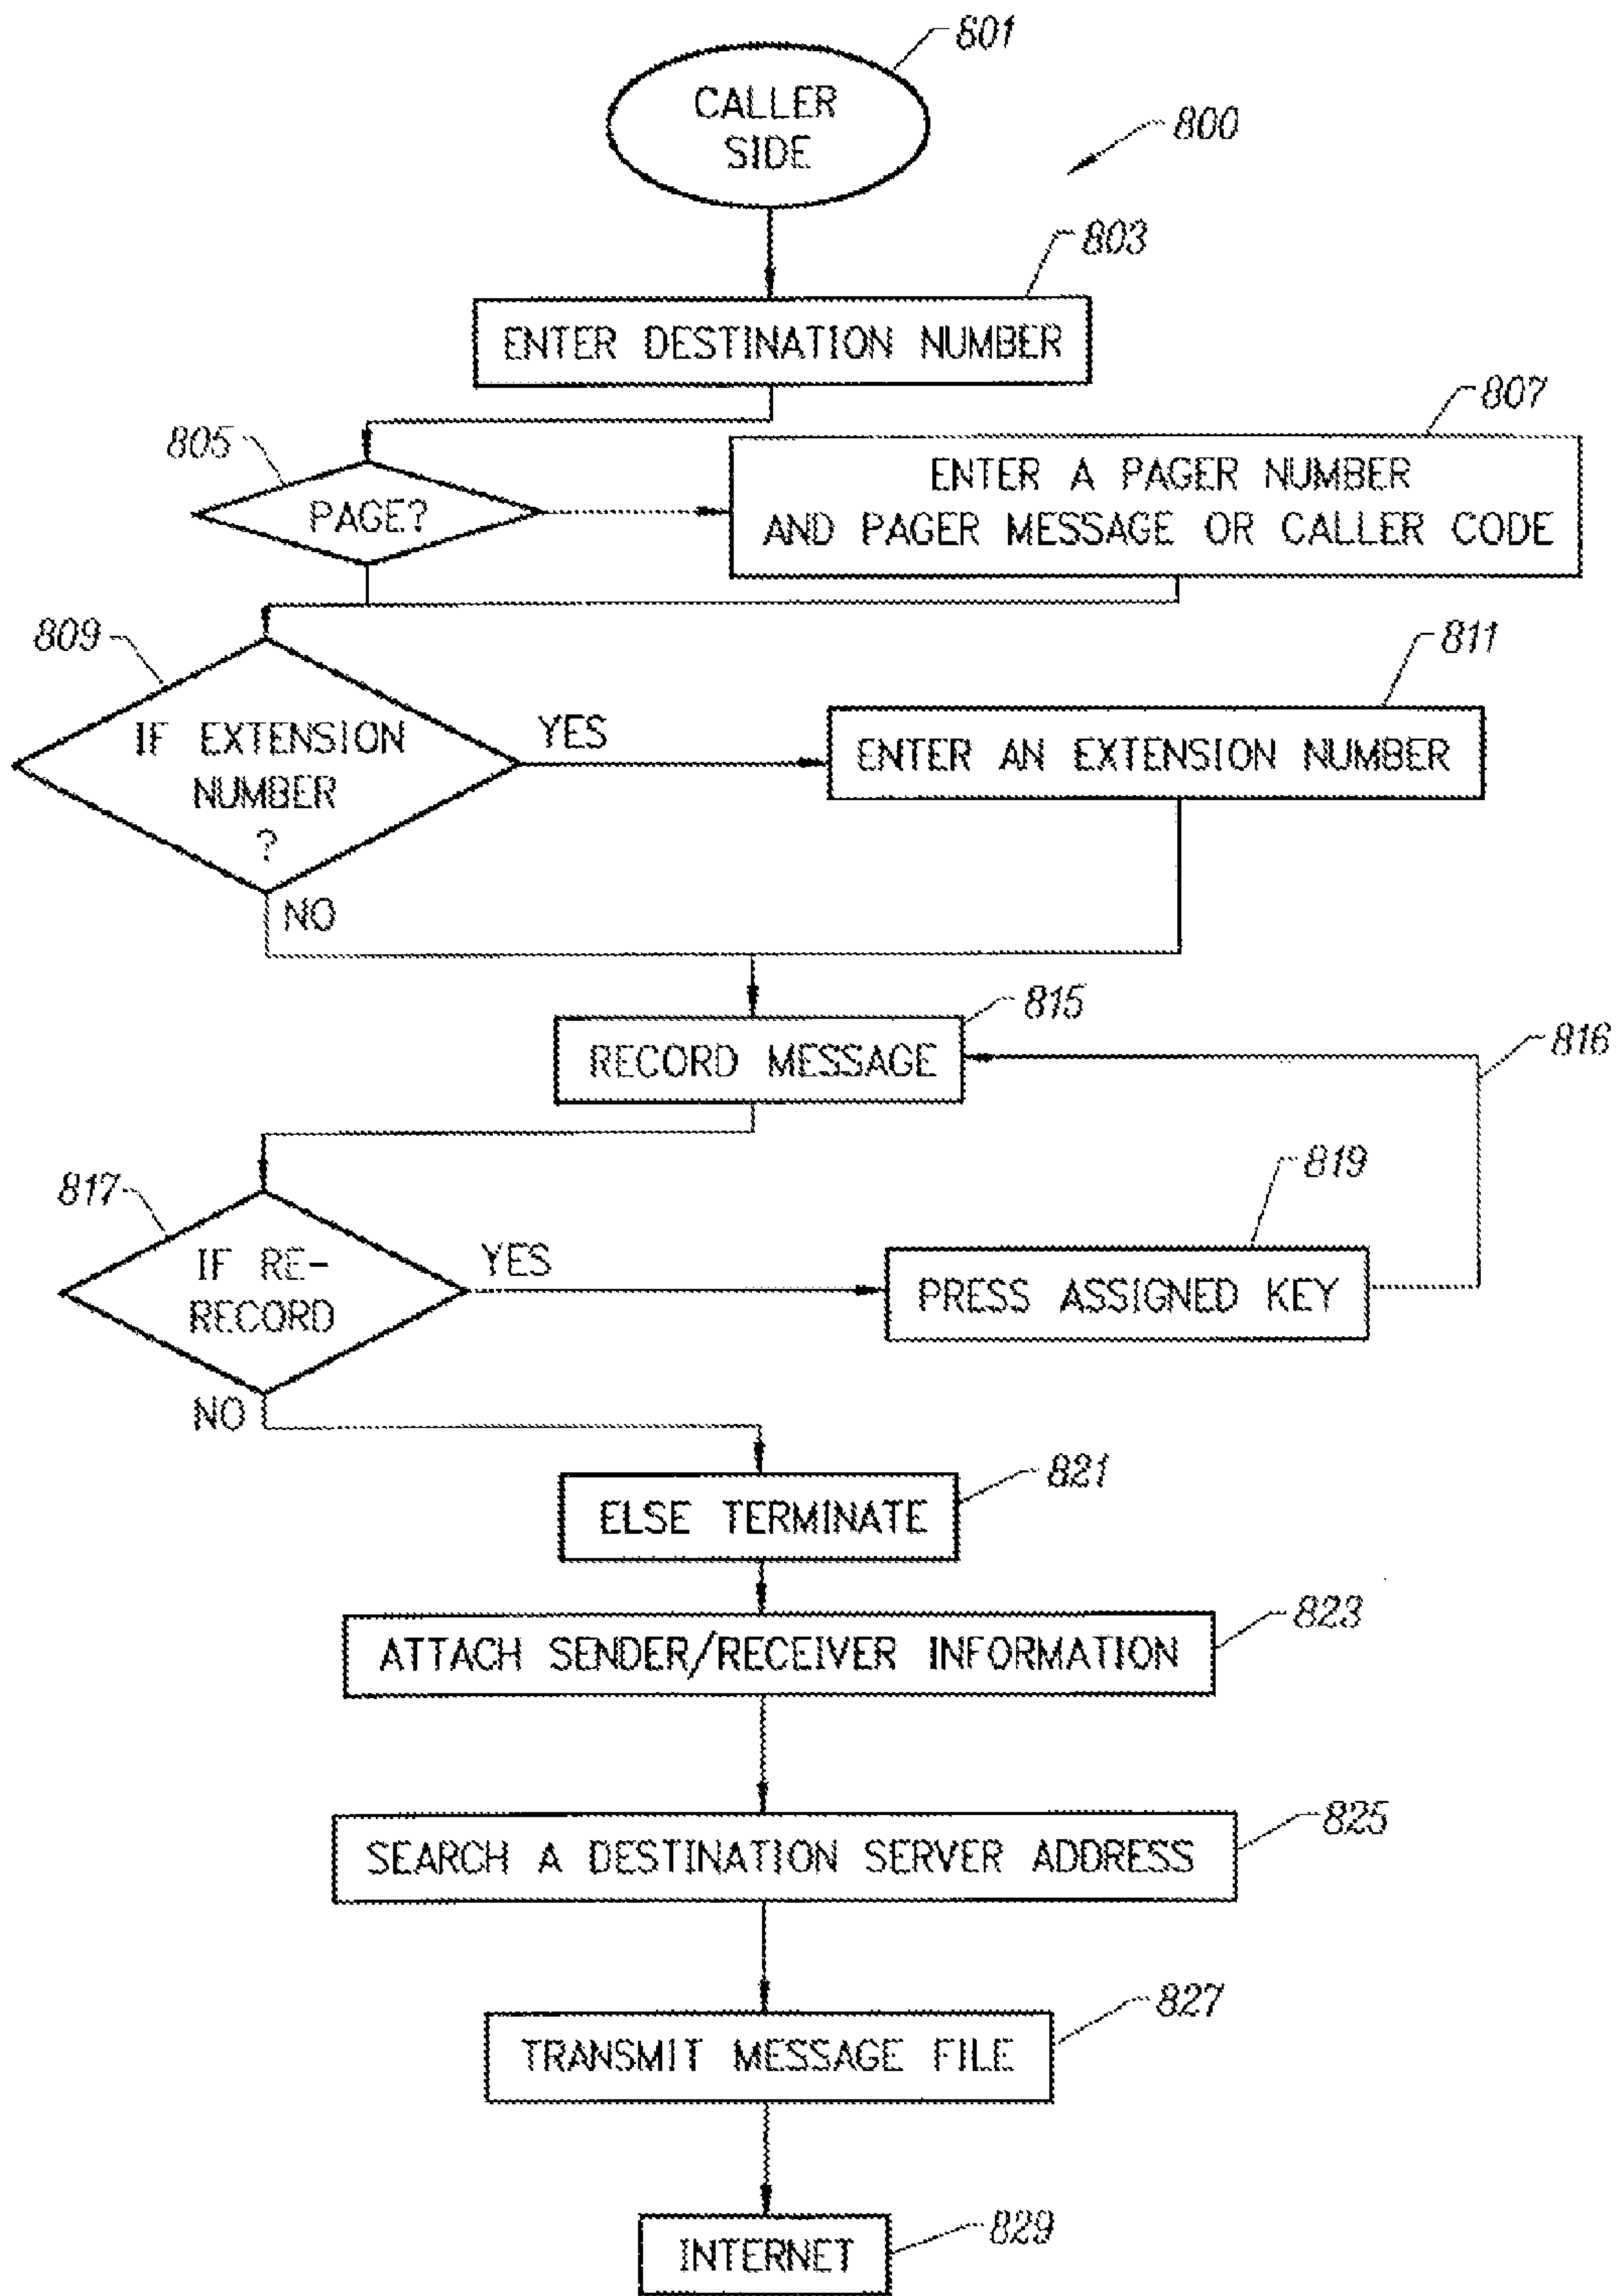 801
CALLER
SIDE
800
803
ENTER DESTINATION NUMBER
807
805
PAGE?
ENTER A PAGER NUMBER
AND PAGER MESSAGE OR CALLER CODE
809
811
IF EXTENSION
NUMBER
?
YES
ENTER AN EXTENSION NUMBER
NO
815
RECORD MESSAGE
816
817
819
IF RE-
RECORD
YES
PRESS ASSIGNED KEY
NO
821
ELSE TERMINATE
823
ATTACH SENDER/RECEIVER INFORMATION
825
SEARCH A DESTINATION SERVER ADDRESS
827
TRANSMIT MESSAGE FILE
829
INTERNET